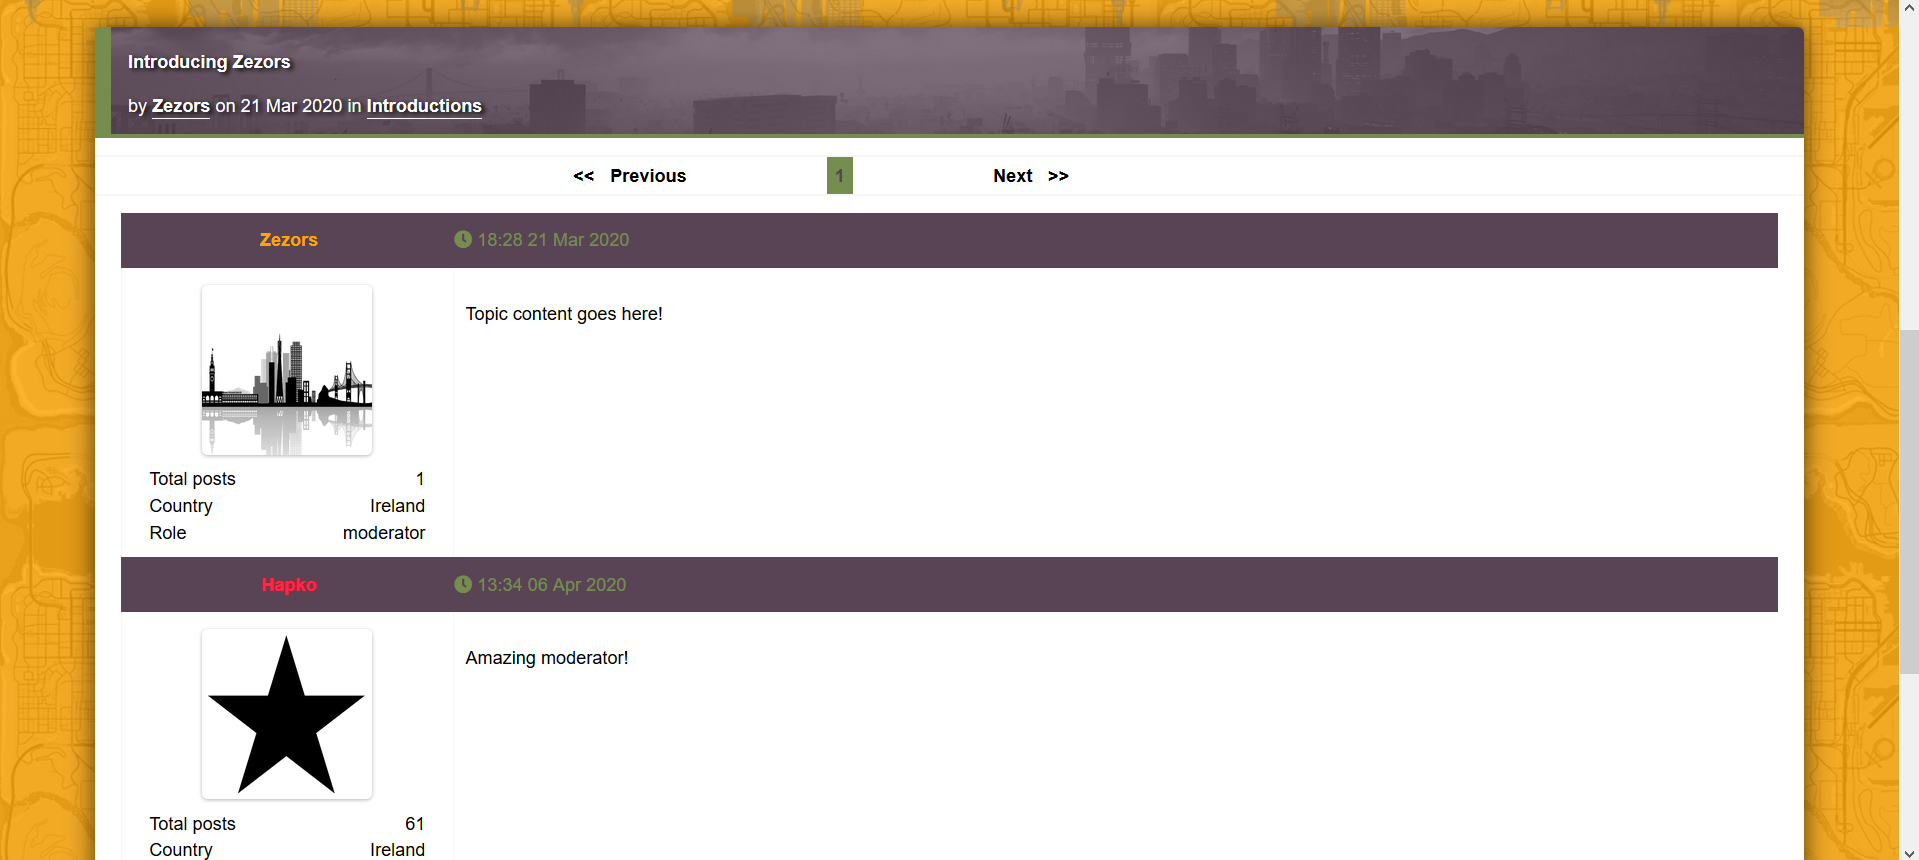 Introducing Zezors
by Zezors on 21 Mar 2020 in Introductions
<< Previous 1 Next >>
Zezors 18:28 21 Mar 2020
Topic content goes here!
Total posts 1
Country Ireland
Role moderator
Hapko 13:34 06 Apr 2020
Amazing moderator!
Total posts 61
Country Ireland